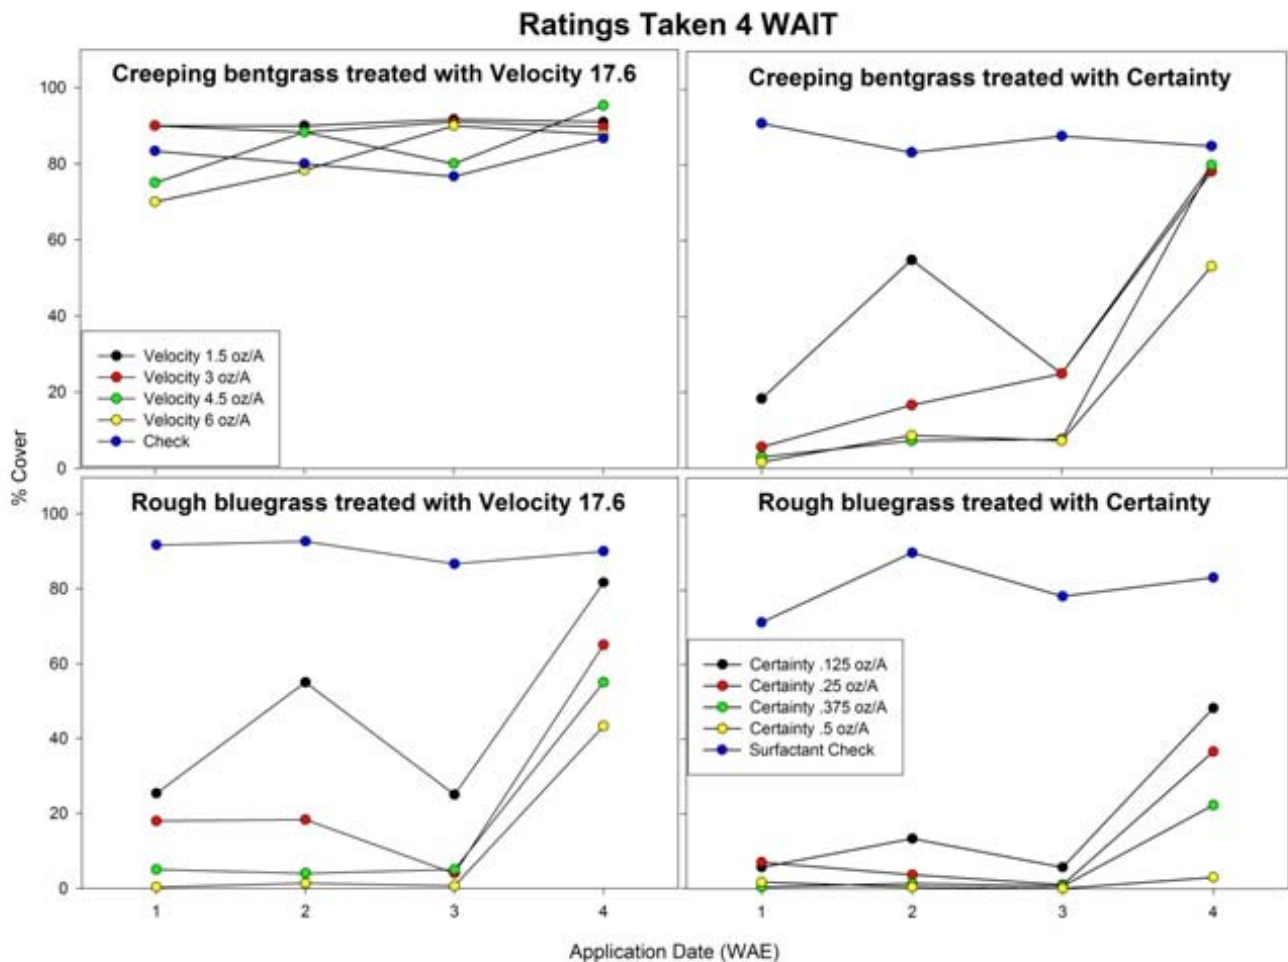 Ratings Taken 4 WAIT
Creeping bentgrass treated with Velocity 17.6
Creeping bentgrass treated with Certainty
100
80
60
40
20
0
Velocity 1.5 oz/A
Velocity 3 oz/A
Velocity 4.5 oz/A
Velocity 6 oz/A
Check
% Cover
Rough bluegrass treated with Velocity 17.6
Rough bluegrass treated with Certainty
100
80
60
40
20
0
Certainty .125 oz/A
Certainty .25 oz/A
Certainty .375 oz/A
Certainty .5 oz/A
Surfactant Check
1 2 3 4
1 2 3 4
Application Date (WAE)